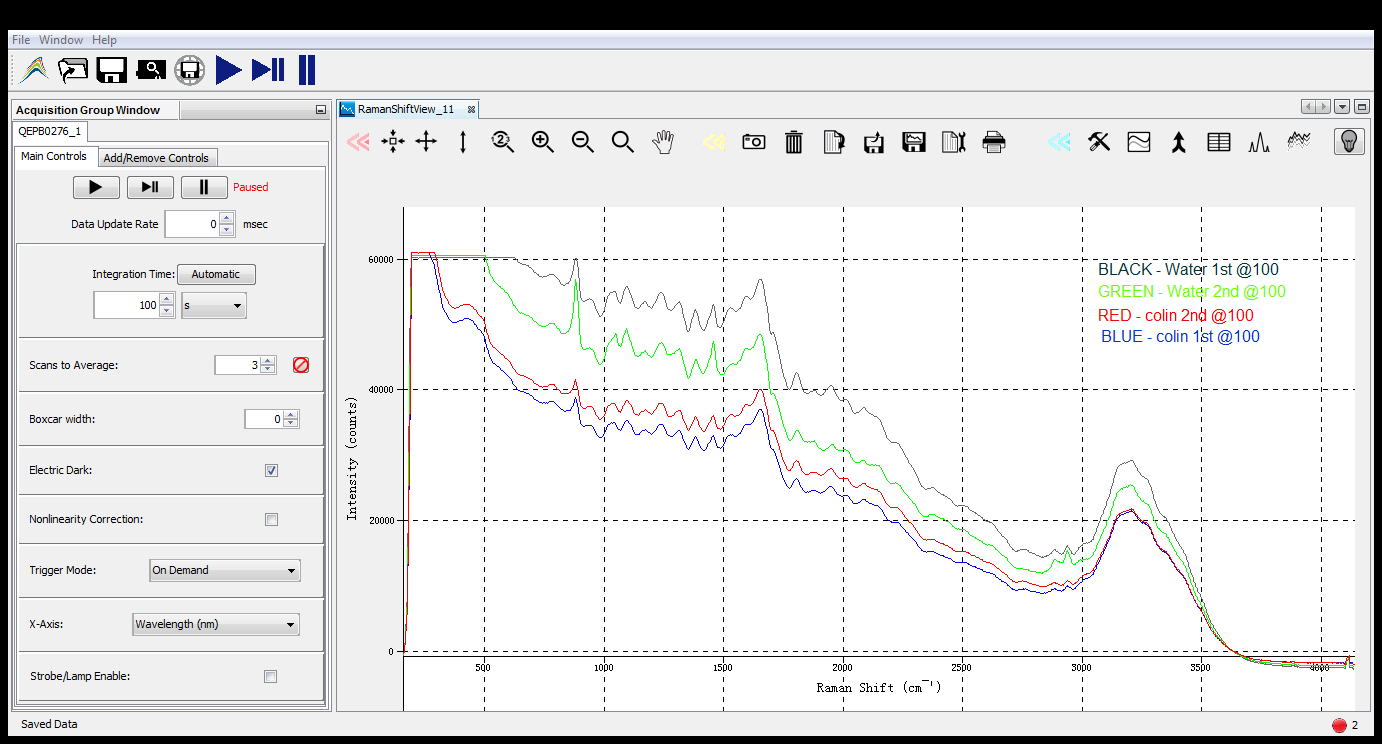 File Window Help
Acquisition Group Window
QEPB0276_1
Main Controls
Add/Remove Controls
Paused
Data Update Rate 0 msec
Integration Time: Automatic
100 s
Scans to Average: 3
Boxcar width: 0
Electric Dark:
Nonlinearity Correction:
Trigger Mode: On Demand
X-Axis: Wavelength (nm)
Strobe/Lamp Enable:
Saved Data
RamanShiftView_11
2
BLACK - Water 1st @100
GREEN - Water 2nd @100
RED - colin 2nd @100
BLUE - colin 1st @100
Intensity (counts)
60000
40000
20000
0
500 1000 1500 2000 2500 3000 3500 4000
Raman Shift (cm⁻')
2